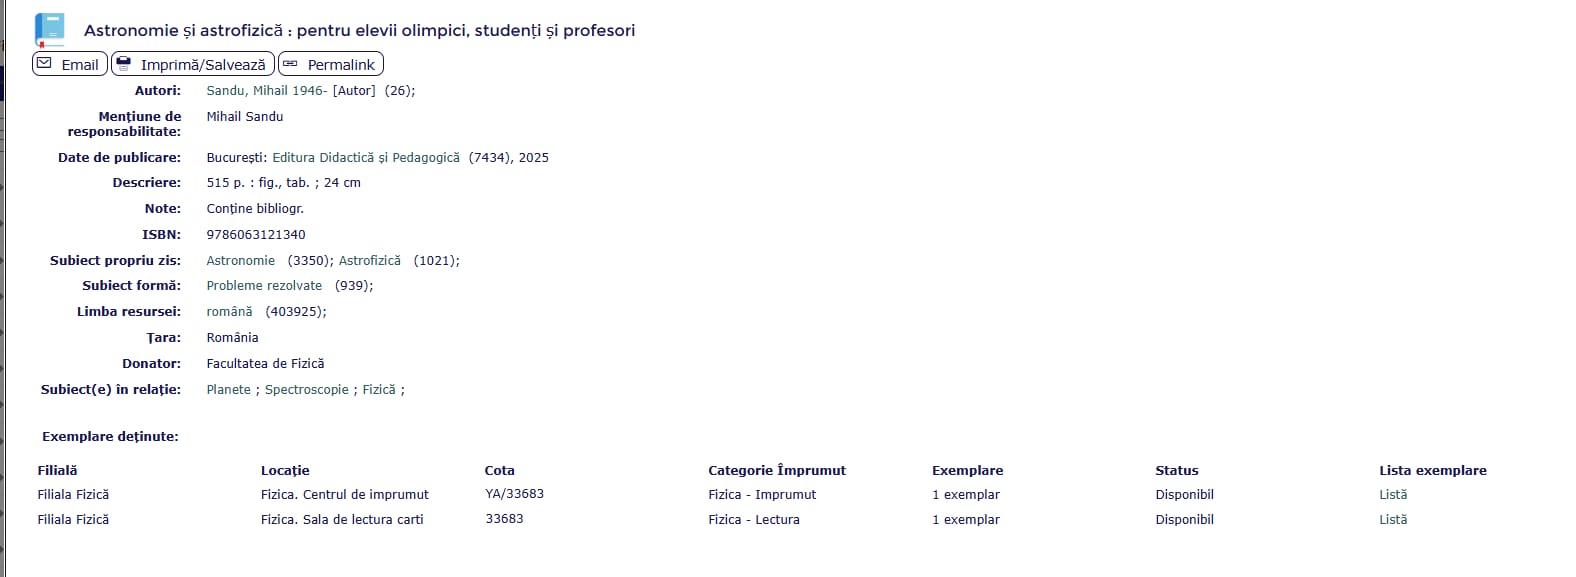 Astronomie și astrofizică : pentru elevii olimpici, studenți și profesori
Email Imprimă/Salvează Permalink
Autori: Sandu, Mihail 1946- [Autor] (26);
Mențiune de responsabilitate: Mihail Sandu
Date de publicare: București: Editura Didactică și Pedagogică (7434), 2025
Descriere: 515 p. : fig., tab. ; 24 cm
Note: Conține bibliogr.
ISBN: 9786063121340
Subiect propriu zis: Astronomie (3350); Astrofizică (1021);
Subiect formă: Probleme rezolvate (939);
Limba resursei: română (403925);
Țara: România
Donator: Facultatea de Fizică
Subiect(e) în relație: Planete ; Spectroscopie ; Fizică ;
Exemplare deținute:
Filială Locație Cota Categorie Împrumut Exemplare Status Lista exemplare
Filiala Fizică Fizica. Centrul de imprumut YA/33683 Fizica - Imprumut 1 exemplar Disponibil Listă
Filiala Fizică Fizica. Sala de lectura carti 33683 Fizica - Lectura 1 exemplar Disponibil Listă